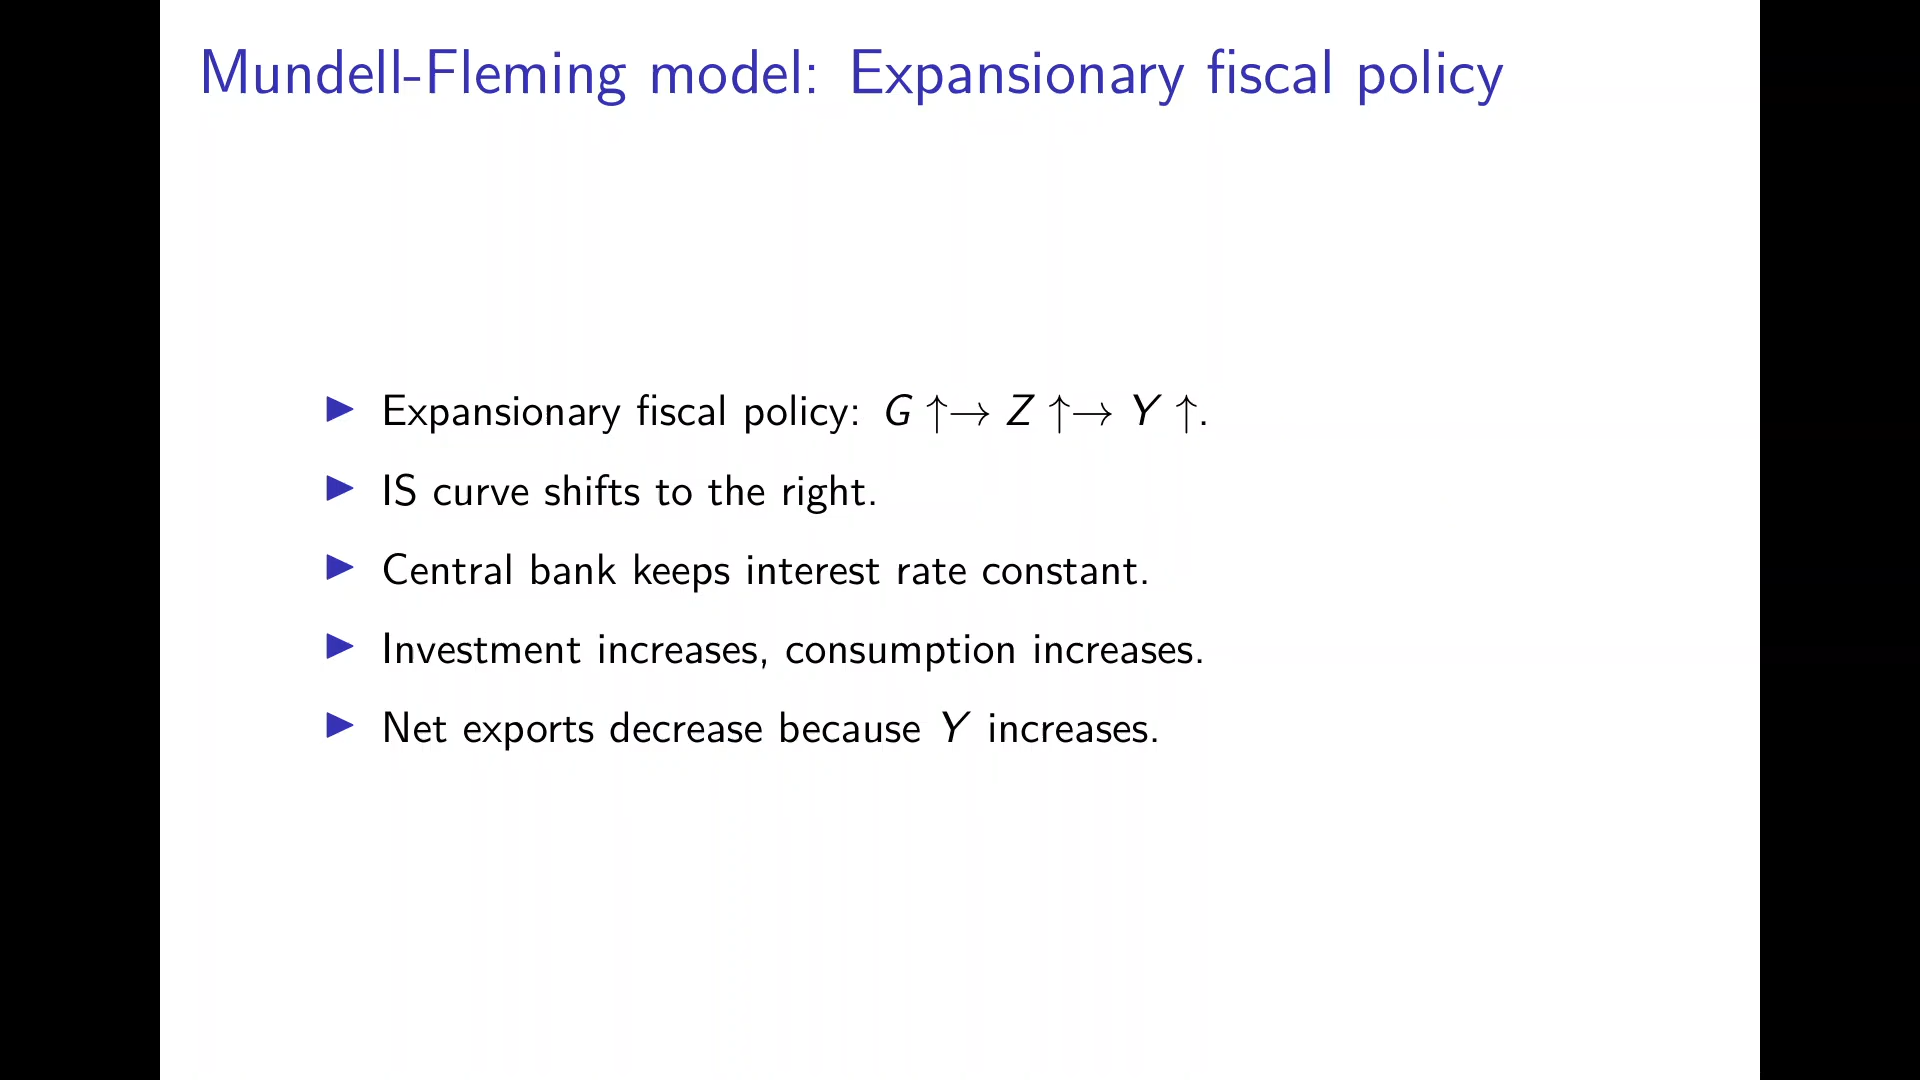 Mundell-Fleming model: Expansionary fiscal policy
▶ Expansionary fiscal policy: G ↑→ Z ↑→ Y ↑.
▶ IS curve shifts to the right.
▶ Central bank keeps interest rate constant.
▶ Investment increases, consumption increases.
▶ Net exports decrease because Y increases.